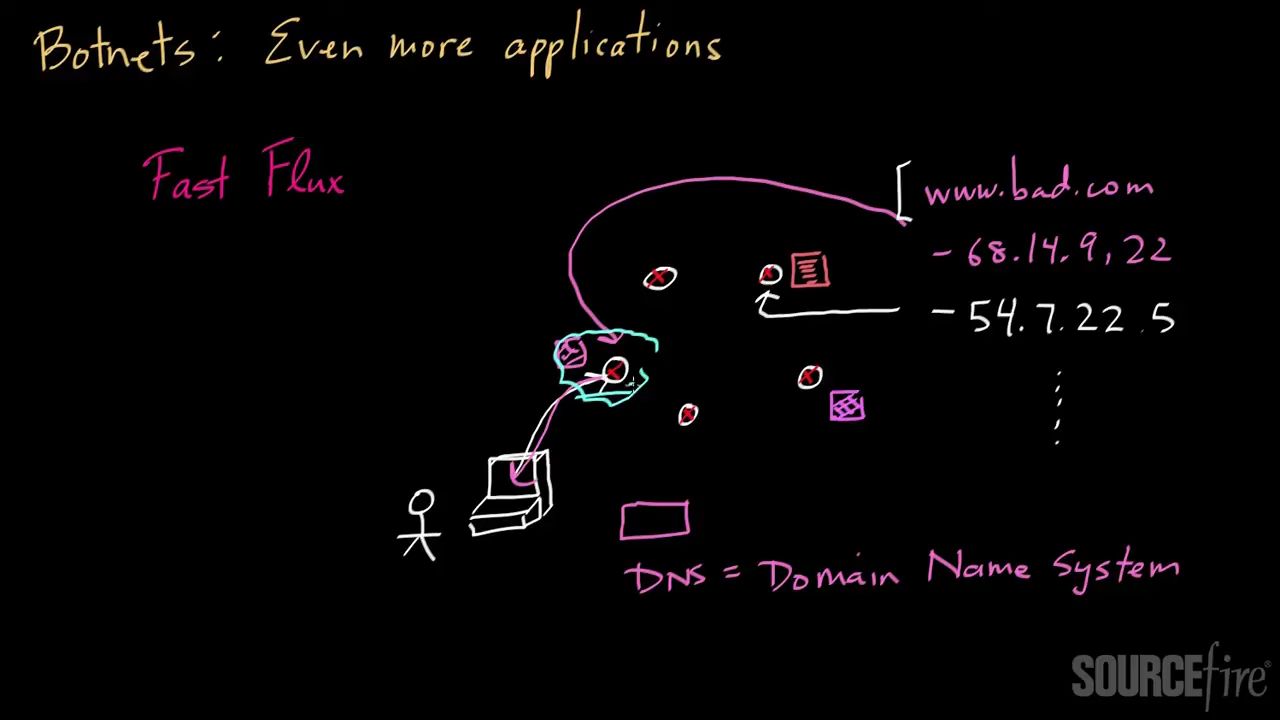 Botnets: Even more applications
Fast Flux
www.bad.com
- 68.14.9,22
- 54.7.22.5
DNS = Domain Name System
SOURCEfire®